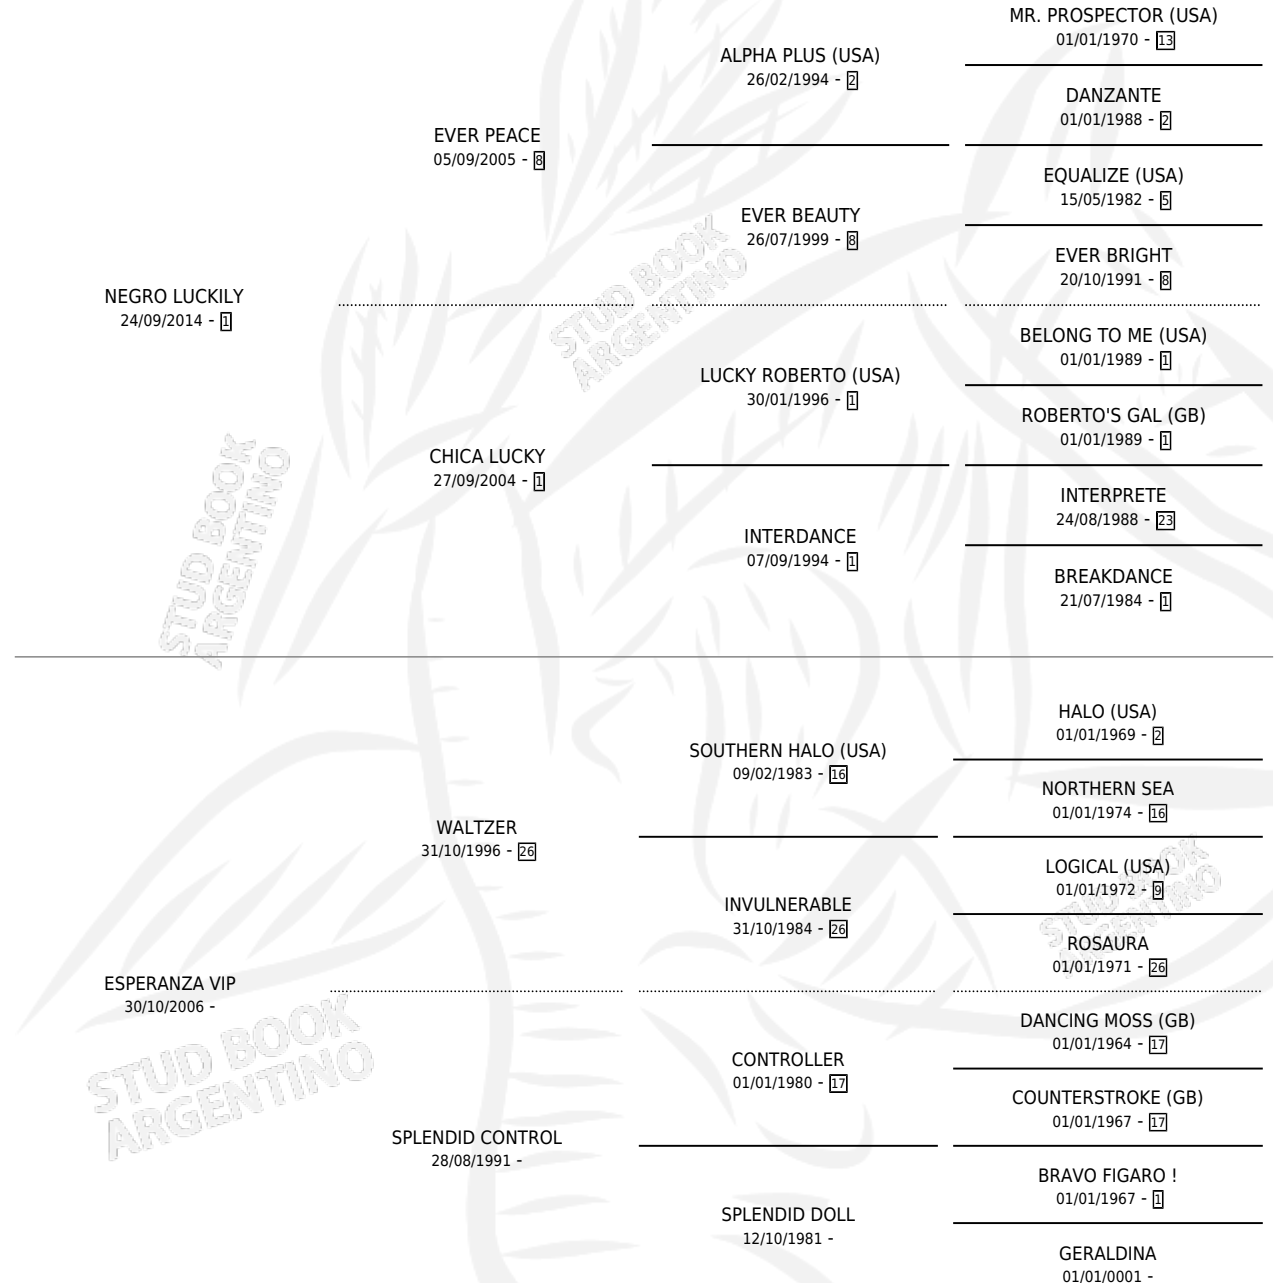 MR. PROSPECTOR (USA)
01/01/1970 - 13
ALPHA PLUS (USA)
26/02/1994 - 2
DANZANTE
01/01/1988 - 2
EVER PEACE
05/09/2005 - 8
EQUALIZE (USA)
15/05/1982 - 5
EVER BEAUTY
26/07/1999 - 8
EVER BRIGHT
20/10/1991 - 8
NEGRO LUCKILY
24/09/2014 - 1
BELONG TO ME (USA)
01/01/1989 - 1
LUCKY ROBERTO (USA)
30/01/1996 - 1
ROBERTO'S GAL (GB)
01/01/1989 - 1
CHICA LUCKY
27/09/2004 - 1
INTERPRETE
24/08/1988 - 23
INTERDANCE
07/09/1994 - 1
BREAKDANCE
21/07/1984 - 1
HALO (USA)
01/01/1969 - 2
SOUTHERN HALO (USA)
09/02/1983 - 16
NORTHERN SEA
01/01/1974 - 16
WALTZER
31/10/1996 - 26
LOGICAL (USA)
01/01/1972 - 9
INVULNERABLE
31/10/1984 - 26
ROSAURA
01/01/1971 - 26
ESPERANZA VIP
30/10/2006 -
DANCING MOSS (GB)
01/01/1964 - 17
CONTROLLER
01/01/1980 - 17
COUNTERSTROKE (GB)
01/01/1967 - 17
SPLENDID CONTROL
28/08/1991 -
BRAVO FIGARO !
01/01/1967 - 1
SPLENDID DOLL
12/10/1981 -
GERALDINA
01/01/0001 -
STUD BOOK
ARGENTINO
STUD BOOK
ARGENTINO
STUD BOOK
ARGENTINO
STUD BOOK
ARGENTINO